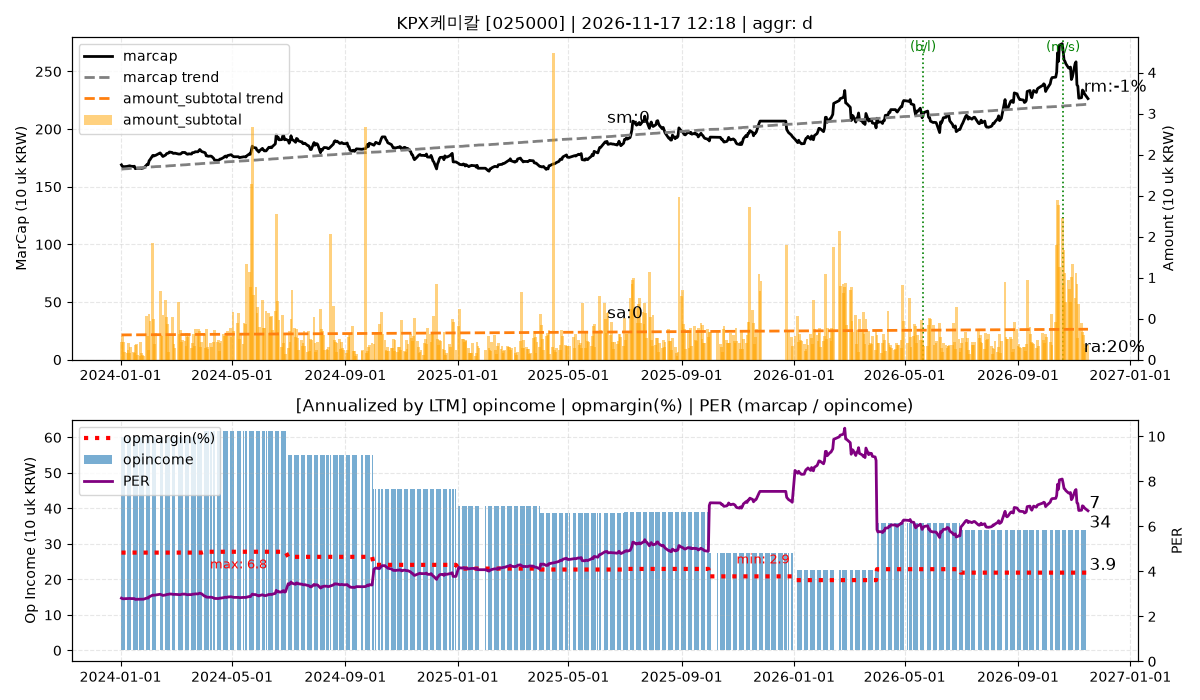 KPX케미칼 [025000] | 2026-11-17 12:18 | aggr: d
marcap
marcap trend
amount_subtotal trend
amount_subtotal
(b/l)
rm:-1%
sm:0
sa:0
ra:20%
MarCap (10 uk KRW)
250
200
150
100
50
0
Amount (10 uk KRW)
4
3
2
2
2
1
0
0
2024-01-01 2024-05-01 2024-09-01 2025-01-01 2025-05-01 2025-09-01 2026-01-01 2026-05-01 2026-09-01 2027-01-01
[Annualized by LTM] opincome | opmargin(%) | PER (marcap / opincome)
opmargin(%)
opincome
PER
max: 6.8
min: 2.9
7
34
3.9
Op Income (10 uk KRW)
60
50
40
30
20
10
0
PER
10
8
6
4
2
0
2024-01-01 2024-05-01 2024-09-01 2025-01-01 2025-05-01 2025-09-01 2026-01-01 2026-05-01 2026-09-01 2027-01-01